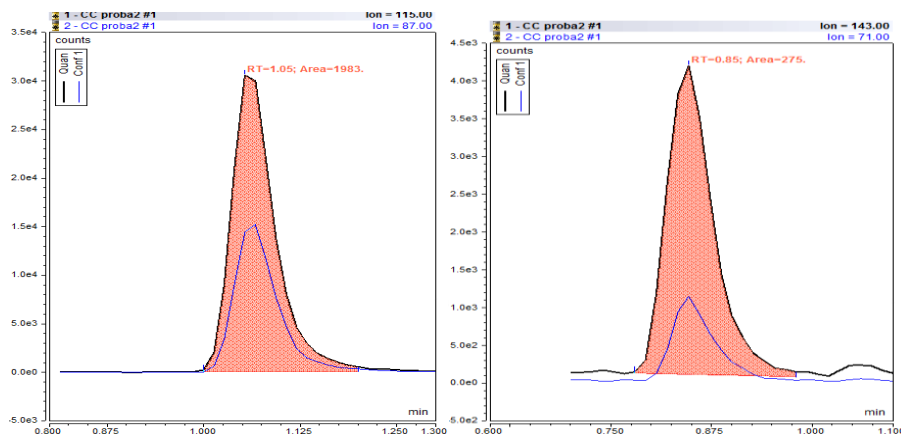 1 - CC proba2 #1 Ion = 115.00
2 - CC proba2 #1 Ion = 87.00
counts
Quan
Conf 1
RT=1.05; Area=1983.
3.5e4
3.0e4
2.5e4
2.0e4
1.5e4
1.0e4
5.0e3
0.0e0
-5.0e3
min
0.800 0.875 1.000 1.125 1.300
1 - CC proba2 #1 Ion = 143.00
2 - CC proba2 #1 Ion = 71.00
counts
Quan
Conf 1
RT=0.85; Area=275.
4.5e3
4.0e3
3.5e3
3.0e3
2.5e3
2.0e3
1.5e3
1.0e3
5.0e2
0.0e0
-5.0e2
min
0.600 0.750 0.875 1.100